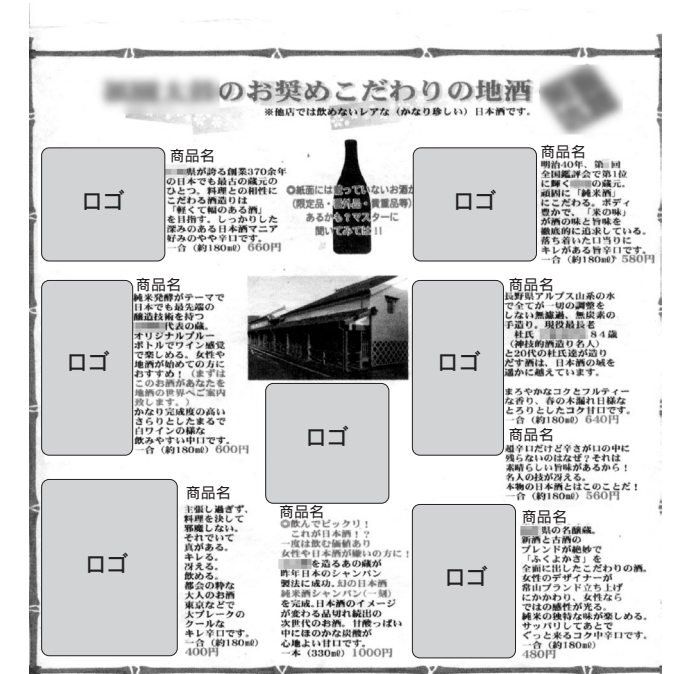 のお奨めこだわりの地酒
※他店では飲めないレアな（かなり珍しい）日本酒です。
商品名
ロゴ
県が誇る創業370余年
の日本でも最古の蔵元の
ひとつ。料理との相性に
こだわる酒造りは
「軽くて幅のある酒」
を目指す。しっかりした
深みのある日本酒マニア
好みのやや辛口です。
一合（約180㎖）660円
◎紙面には載っていないお酒が
（限定品・番外品・貴重品等）
あるかも？マスターに
聞いてみては!!
商品名
ロゴ
明治40年、第 回
全国鑑評会で第1位
に輝く の蔵元。
頑固に「純米酒」
にこだわる。ボディ
豊かで、「米の味」
が酒の味と旨味を
徹底的に追求している。
落ち着いた口当りに
キレがある旨辛口です。
一合（約180㎖）580円
商品名
ロゴ
純米発酵がテーマで
日本でも最先端の
醸造技術を持つ
代表の蔵。
オリジナルブルー
ボトルでワイン感覚
で楽しめる。女性や
地酒が始めての方に
おすすめ！（まずは
このお酒があなたを
地酒の世界へご案内
致します。）
かなり完成度の高い
さらりとしたまるで
白ワインの様な
飲みやすい中口です。
一合（約180㎖）600円
商品名
ロゴ
長野県アルプス山系の水
で全てが一切の調整を
しない無濾過、無炭素の
手造り。現役最長老
杜氏 84歳
（神技的酒造り名人）
と20代の杜氏達が造り
だす酒は、日本酒の域を
遥かに越えています。
まろやかなコクとフルティー
な香り、春の木漏れ日様な
とろりとしたコク甘口です。
一合（約180㎖）640円
商品名
超辛口だけど辛さが口の中に
残らないのはなぜ？それは
素晴らしい旨味があるから！
名人の技が冴える。
本物の日本酒とはこのことだ！
一合（約180㎖）560円
ロゴ
商品名
◎飲んでビックリ！
これが日本酒！？
一度は飲む価値あり
女性や日本酒が嫌いの方に！
を造るあの蔵が
昨年日本のシャンパン
製法に成功。幻の日本酒
純米酒シャンパン（一刻）
を完成。日本酒のイメージ
が変わる品切れ続出の
次世代のお酒。甘酸っぱい
中にほのかな炭酸が
心地よい甘口です。
一本（330㎖）1000円
商品名
ロゴ
主張し過ぎず、
料理を決して
邪魔しない。
それでいて
真がある。
キレる。
冴える。
飲める。
都会の粋な
大人のお酒
東京などで
大ブレークの
クールな
キレ辛口です。
一合（約180㎖）
400円
商品名
ロゴ
県の名醸蔵。
新酒と古酒の
ブレンドが絶妙で
「ふくよかさ」を
全面に出したこだわりの酒。
女性のデザイナーが
常山ブランド立ち上げ
にかかわり、女性なら
ではの感性が光る。
純米の独特な味が楽しめる。
サッパリしてあとで
ぐっと来るコク中辛口です。
一合（約180㎖）
480円